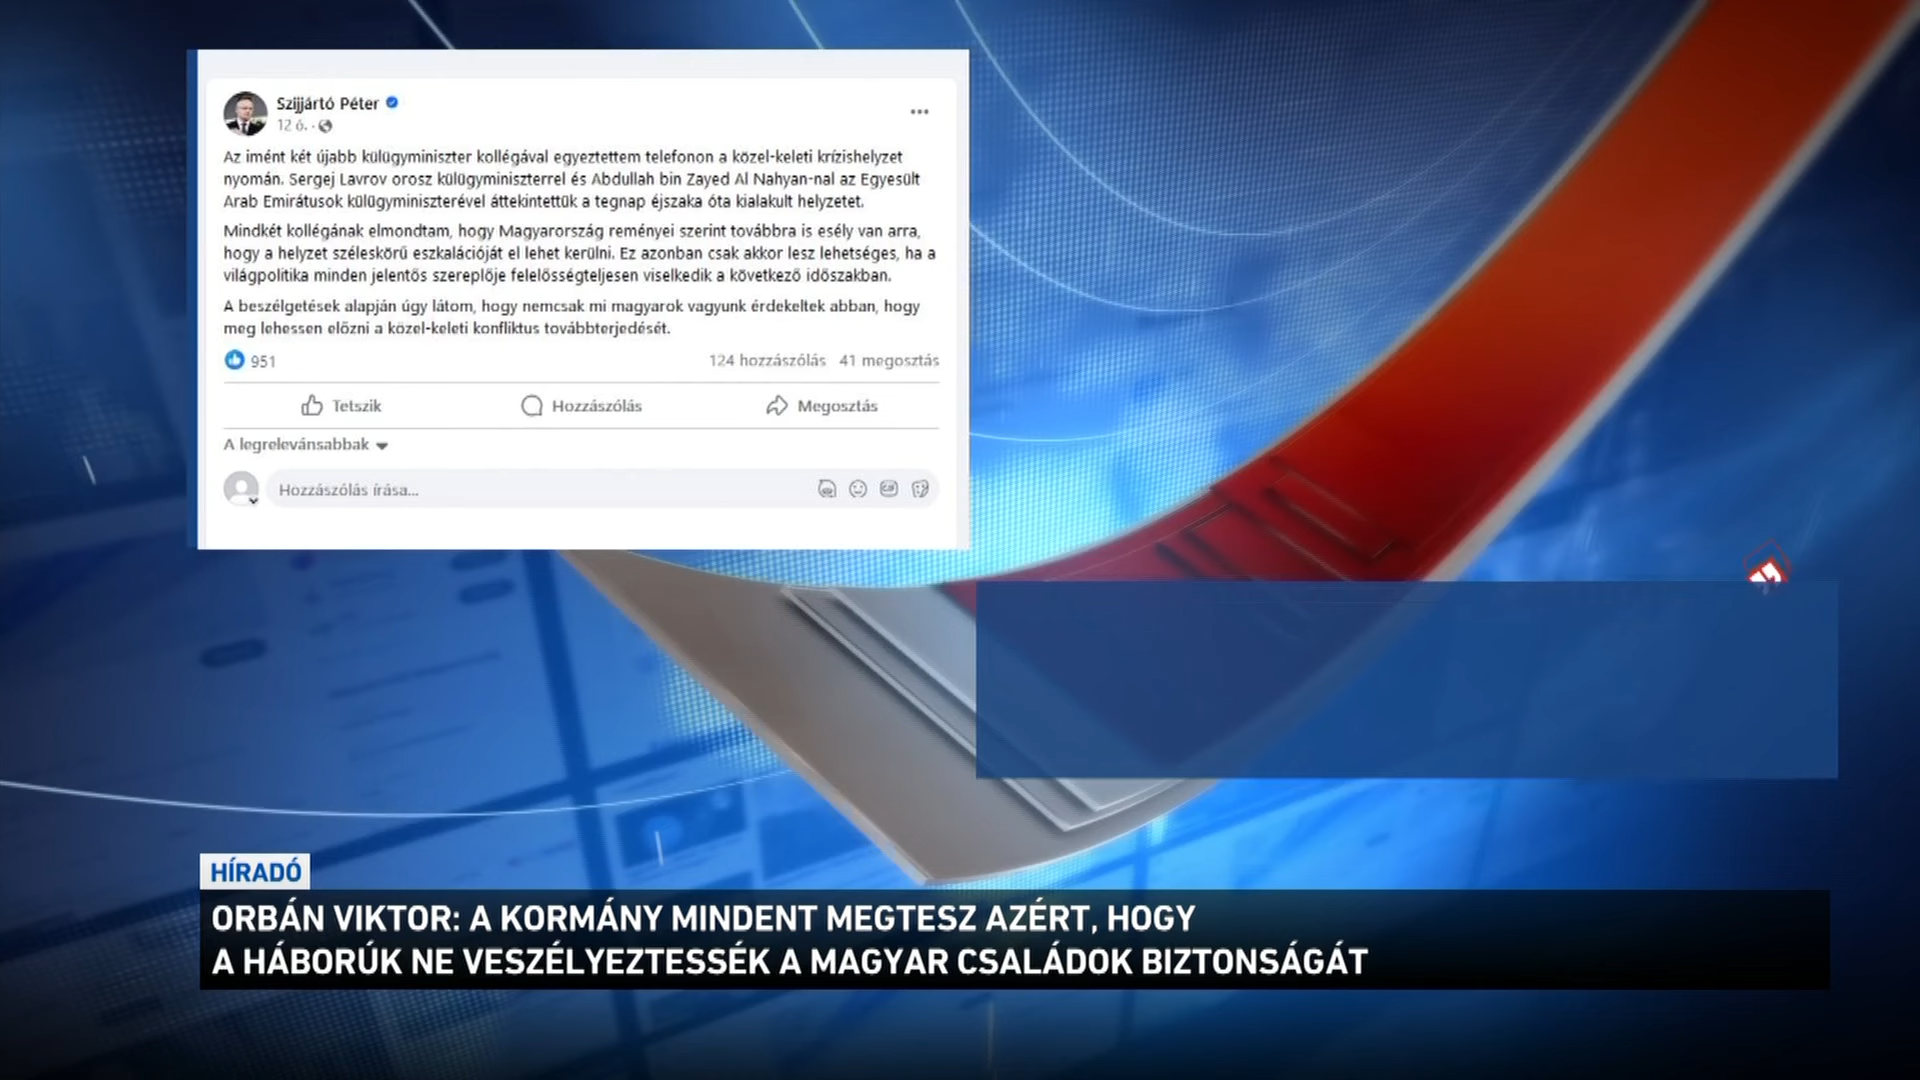 Szijjártó Péter
12 ó. ·
Az imént két újabb külügyminiszter kollégával egyeztettem telefonon a közel-keleti krízishelyzet
nyomán. Sergej Lavrov orosz külügyminiszterrel és Abdullah bin Zayed Al Nahyan-nal az Egyesült
Arab Emirátusok külügyminiszterével áttekintettük a tegnap éjszaka óta kialakult helyzetet.
Mindkét kollégának elmondtam, hogy Magyarország reményei szerint továbbra is esély van arra,
hogy a helyzet széleskörű eszkalációját el lehet kerülni. Ez azonban csak akkor lesz lehetséges, ha a
világpolitika minden jelentős szereplője felelősségteljesen viselkedik a következő időszakban.
A beszélgetések alapján úgy látom, hogy nemcsak mi magyarok vagyunk érdekeltek abban, hogy
meg lehessen előzni a közel-keleti konfliktus továbbterjedését.
951 124 hozzászólás 41 megosztás
Tetszik Hozzászólás Megosztás
A legrelevánsabbak
Hozzászólás írása...
HÍRADÓ
ORBÁN VIKTOR: A KORMÁNY MINDENT MEGTESZ AZÉRT, HOGY
A HÁBORÚK NE VESZÉLYEZTESSÉK A MAGYAR CSALÁDOK BIZTONSÁGÁT